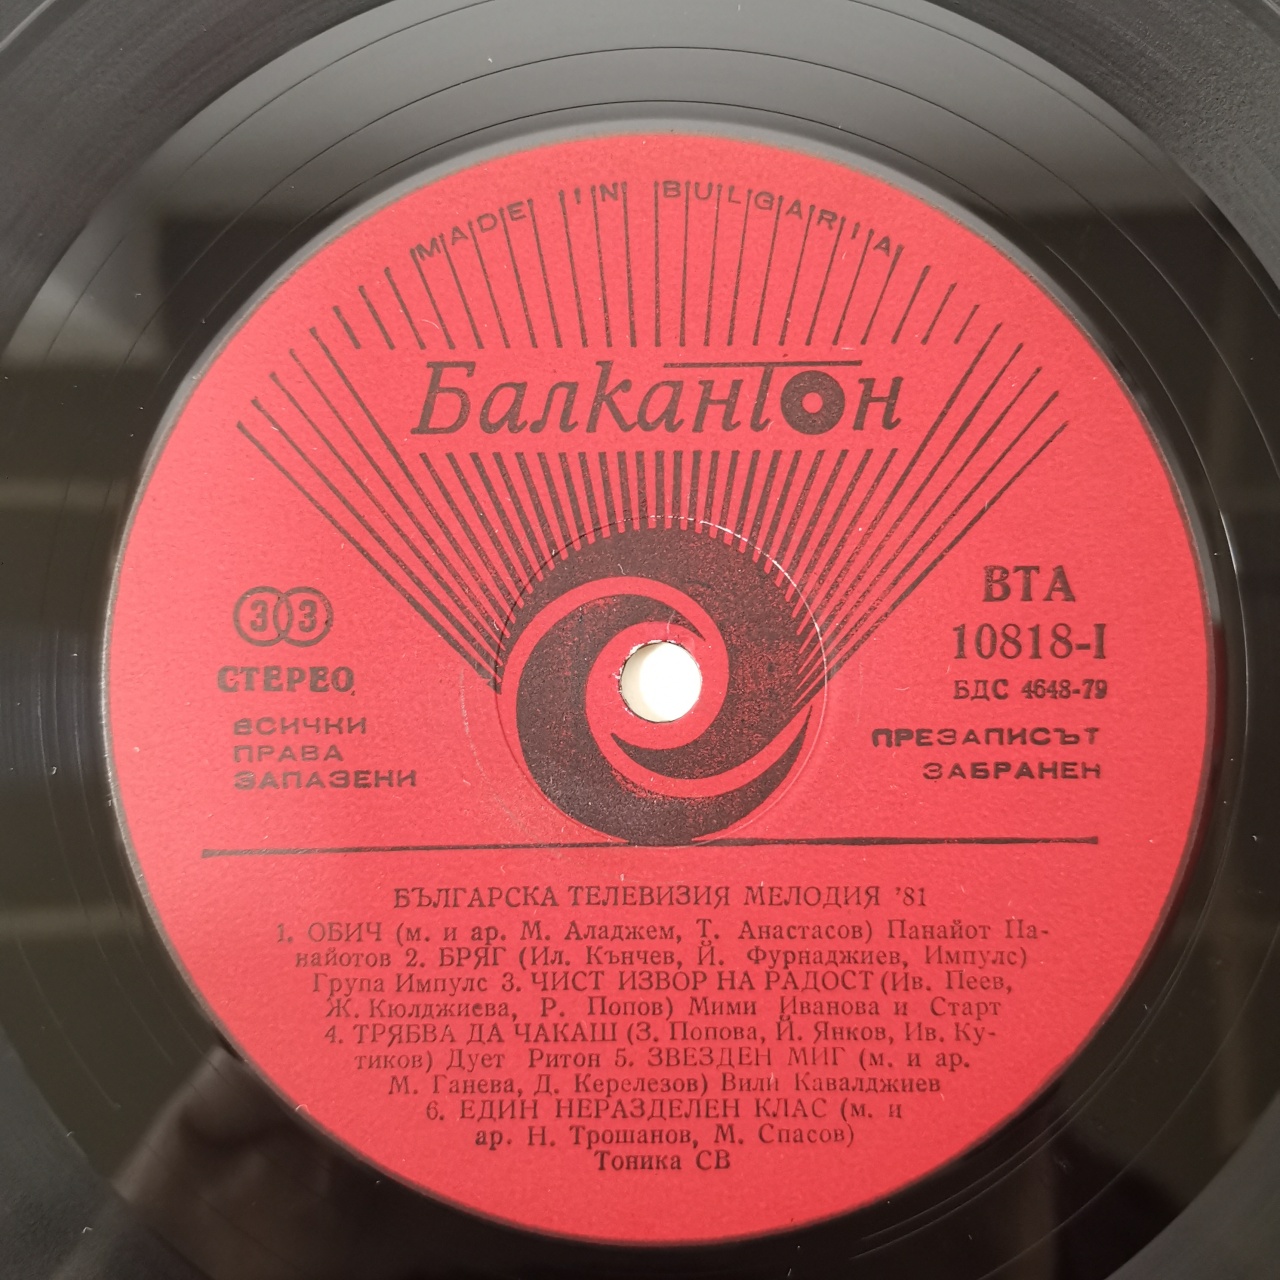 MADE IN BULGARIA
Балкантон
33
СТЕРЕО
ВСИЧКИ
ПРАВА
ЗАПАЗЕНИ
ВТА
10818-I
БДС 4648-79
ПРЕЗАПИСЪТ
ЗАБРАНЕН
БЪЛГАРСКА ТЕЛЕВИЗИЯ МЕЛОДИЯ '81
1. ОБИЧ (м. и ар. М. Аладжем, Т. Анастасов) Панайот Па-
найотов 2. БРЯГ (Ил. Кънчев, Й. Фурнаджиев, Импулс)
Група Импулс 3. ЧИСТ ИЗВОР НА РАДОСТ (Ив. Пеев,
Ж. Кюлджиева, Р. Попов) Мими Иванова и Старт
4. ТРЯБВА ДА ЧАКАШ (З. Попова, Й. Янков, Ив. Ку-
тиков) Дует Ритон 5. ЗВЕЗДЕН МИГ (м. и ар.
М. Ганева, Д. Керелезов) Вили Кавалджиев
6. ЕДИН НЕРАЗДЕЛЕН КЛАС (м. и
ар. Н. Трошанов, М. Спасов)
Тоника СВ